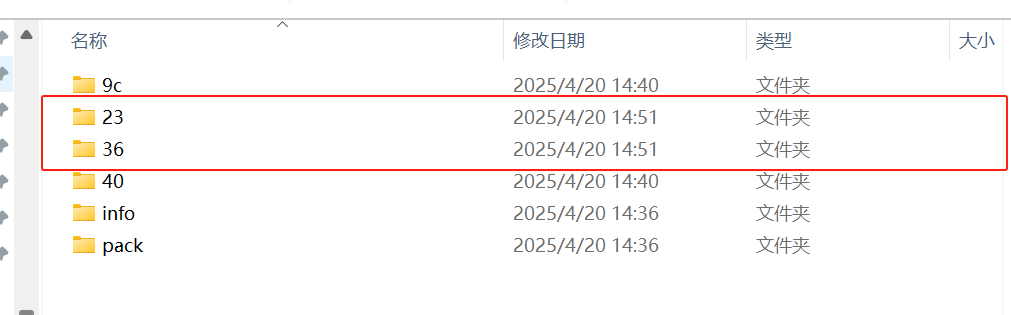 名称 修改日期 类型 大小
9c 2025/4/20 14:40 文件夹
23 2025/4/20 14:51 文件夹
36 2025/4/20 14:51 文件夹
40 2025/4/20 14:40 文件夹
info 2025/4/20 14:36 文件夹
pack 2025/4/20 14:36 文件夹